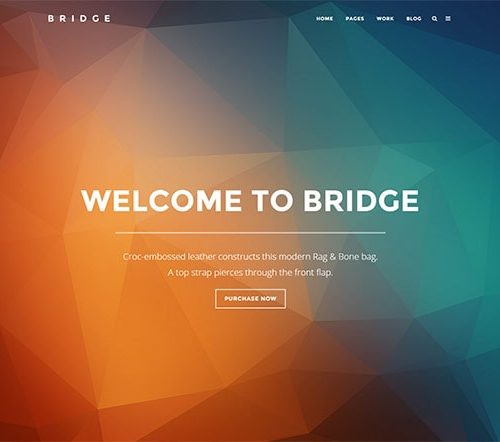 BRIDGE HOME PAGES WORK BLOG
WELCOME TO BRIDGE
Croc-embossed leather constructs this modern Rag & Bone bag.
A top strap pierces through the front flap.
PURCHASE NOW